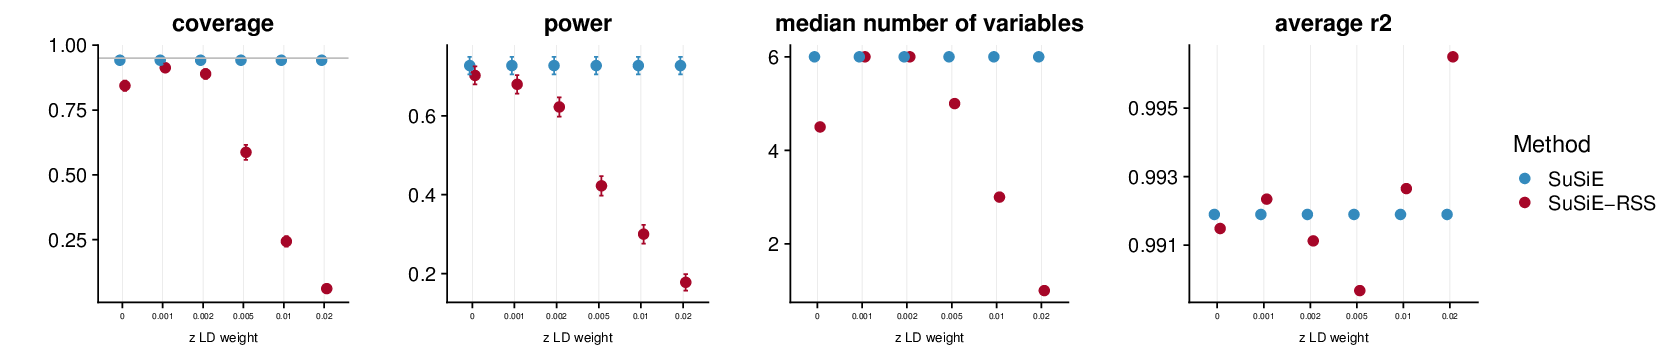 coverage
1.00
0.75
0.50
0.25
0 0.001 0.002 0.005 0.01 0.02
z LD weight
power
0.6
0.4
0.2
0 0.001 0.002 0.005 0.01 0.02
z LD weight
median number of variables
6
4
2
0 0.001 0.002 0.005 0.01 0.02
z LD weight
average r2
0.995
0.993
0.991
0 0.001 0.002 0.005 0.01 0.02
z LD weight
Method
SuSiE
SuSiE−RSS